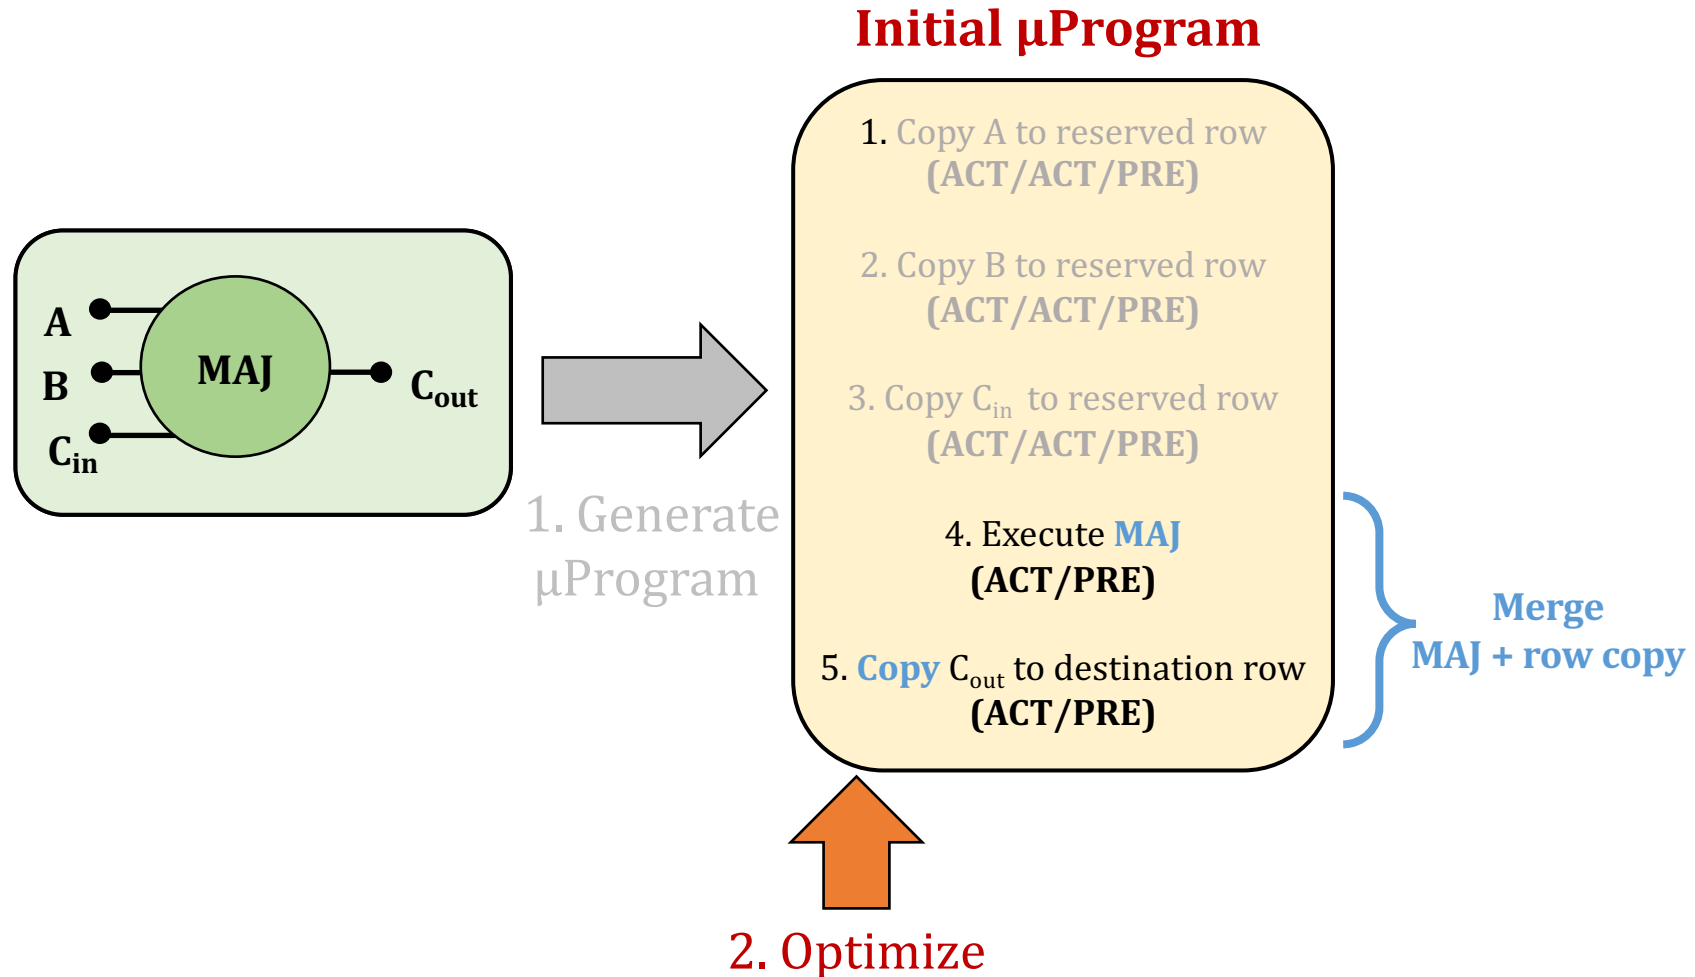 Initial μProgram
1. Copy A to reserved row
(ACT/ACT/PRE)
2. Copy B to reserved row
(ACT/ACT/PRE)
3. Copy Cin to reserved row
(ACT/ACT/PRE)
4. Execute MAJ
(ACT/PRE)
5. Copy Cout to destination row
(ACT/PRE)
A
B
Cin
MAJ
Cout
1. Generate
μProgram
Merge
MAJ + row copy
2. Optimize